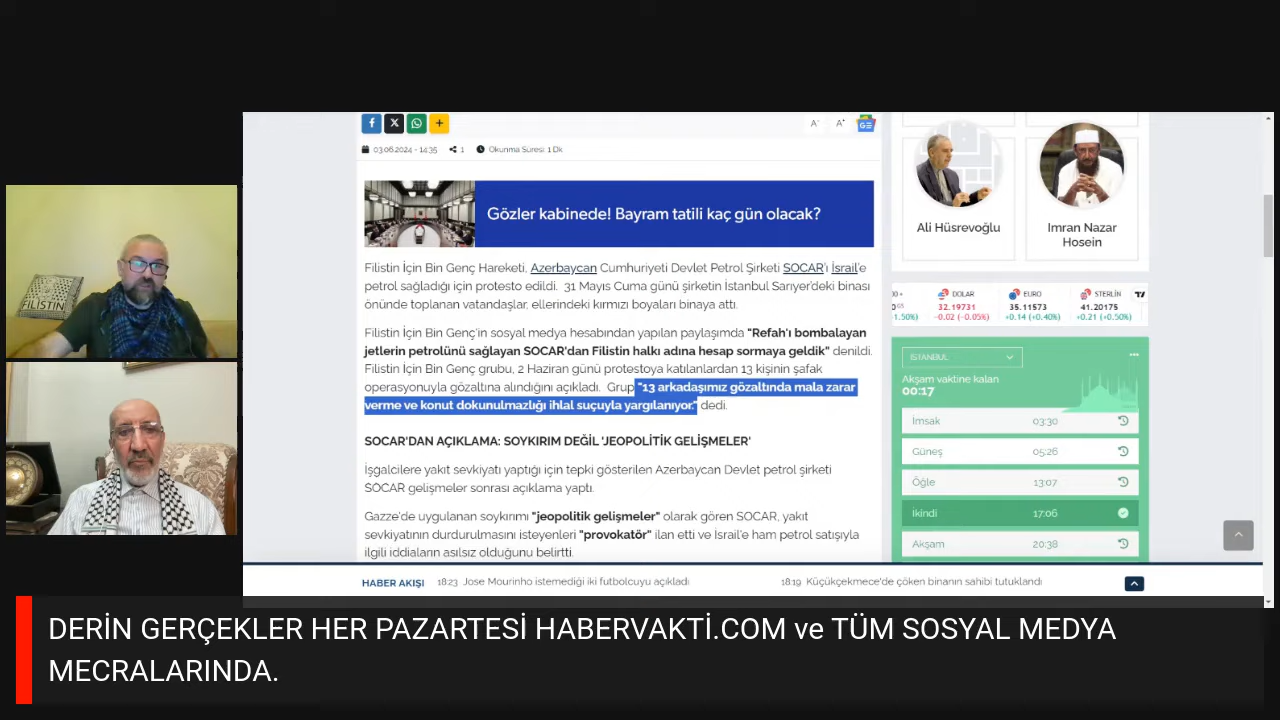 A-
A+
03.06.2024 - 14:35
1
Okunma Süresi: 1 Dk
Gözler kabinede! Bayram tatili kaç gün olacak?
Filistin İçin Bin Genç Hareketi, Azerbaycan Cumhuriyeti Devlet Petrol Şirketi SOCAR'ı İsrail'e
petrol sağladığı için protesto edildi. 31 Mayıs Cuma günü şirketin İstanbul Sarıyer'deki binası
önünde toplanan vatandaşlar, ellerindeki kırmızı boyaları binaya attı.
Filistin İçin Bin Genç'in sosyal medya hesabından yapılan paylaşımda "Refah'ı bombalayan
jetlerin petrolünü sağlayan SOCAR'dan Filistin halkı adına hesap sormaya geldik" denildi.
Filistin İçin Bin Genç grubu, 2 Haziran günü protestoya katılanlardan 13 kişinin şafak
operasyonuyla gözaltına alındığını açıkladı. Grup "13 arkadaşımız gözaltında mala zarar
verme ve konut dokunulmazlığı ihlal suçuyla yargılanıyor." dedi.
SOCAR'DAN AÇIKLAMA: SOYKIRIM DEĞİL 'JEOPOLİTİK GELİŞMELER'
İşgalcilere yakıt sevkiyatı yaptığı için tepki gösterilen Azerbaycan Devlet petrol şirketi
SOCAR gelişmeler sonrası açıklama yaptı.
Gazze'de uygulanan soykırımı "jeopolitik gelişmeler" olarak gören SOCAR, yakıt
sevkiyatının durdurulmasını isteyenleri "provokatör" ilan etti ve İsrail'e ham petrol satışıyla
ilgili iddiaların asılsız olduğunu belirtti.
Ali Hüsrevoğlu
Imran Nazar
Hosein
DOLAR
32.19731
-0.02 (-0.05%)
EURO
35.11573
+0.14 (+0.40%)
STERLİN
41.20175
+0.21 (+0.50%)
İSTANBUL
Akşam vaktine kalan
00:17
İmsak 03:30
Güneş 05:26
Öğle 13:07
İkindi 17:06
Akşam 20:38
FİLİSTİN
HABER AKIŞI 18:23 Jose Mourinho istemediği iki futbolcuyu açıkladı 18:19 Küçükçekmece'de çöken binanın sahibi tutuklandı
DERİN GERÇEKLER HER PAZARTESİ HABERVAKTİ.COM ve TÜM SOSYAL MEDYA
MECRALARINDA.